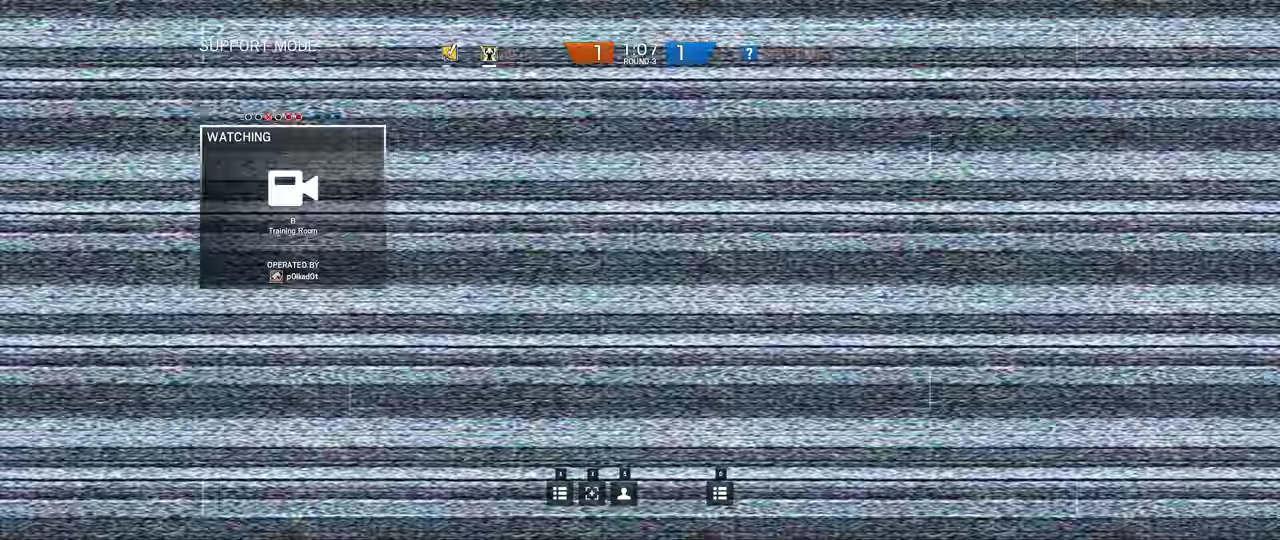 SUPPORT MODE
1 1:07 1
ROUND 3
?
WATCHING
B
Training Room
OPERATED BY
p0lkad0t